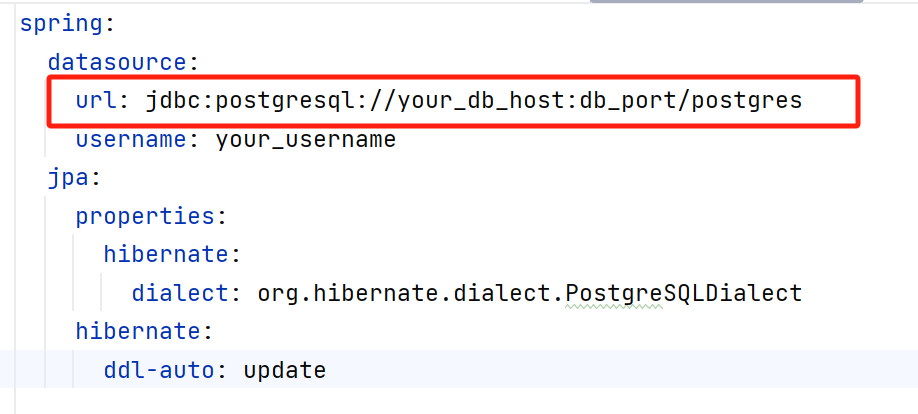 spring:
  datasource:
    url: jdbc:postgresql://your_db_host:db_port/postgres
    username: your_username
  jpa:
    properties:
      hibernate:
        dialect: org.hibernate.dialect.PostgreSQLDialect
    hibernate:
      ddl-auto: update